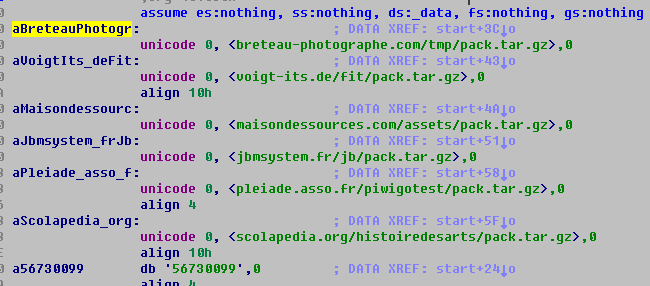 assume es:nothing, ss:nothing, ds:_data, fs:nothing, gs:nothing
aBreteauPhotogr: ; DATA XREF: start+3C↓o
unicode 0, <breteau-photographe.com/tmp/pack.tar.gz>,0
aVoigtIts_deFit: ; DATA XREF: start+43↓o
unicode 0, <voigt-its.de/fit/pack.tar.gz>,0
align 10h
aMaisondessourc: ; DATA XREF: start+4A↓o
unicode 0, <maisondessources.com/assets/pack.tar.gz>,0
aJbmsystem_frJb: ; DATA XREF: start+51↓o
unicode 0, <jbmsystem.fr/jb/pack.tar.gz>,0
aPleiade_asso_f: ; DATA XREF: start+58↓o
unicode 0, <pleiade.asso.fr/piwigotest/pack.tar.gz>,0
align 4
aScolapedia_org: ; DATA XREF: start+5F↓o
unicode 0, <scolapedia.org/histoiredesarts/pack.tar.gz>,0
align 10h
a56730099 db '56730099',0 ; DATA XREF: start+24↓o
align 4